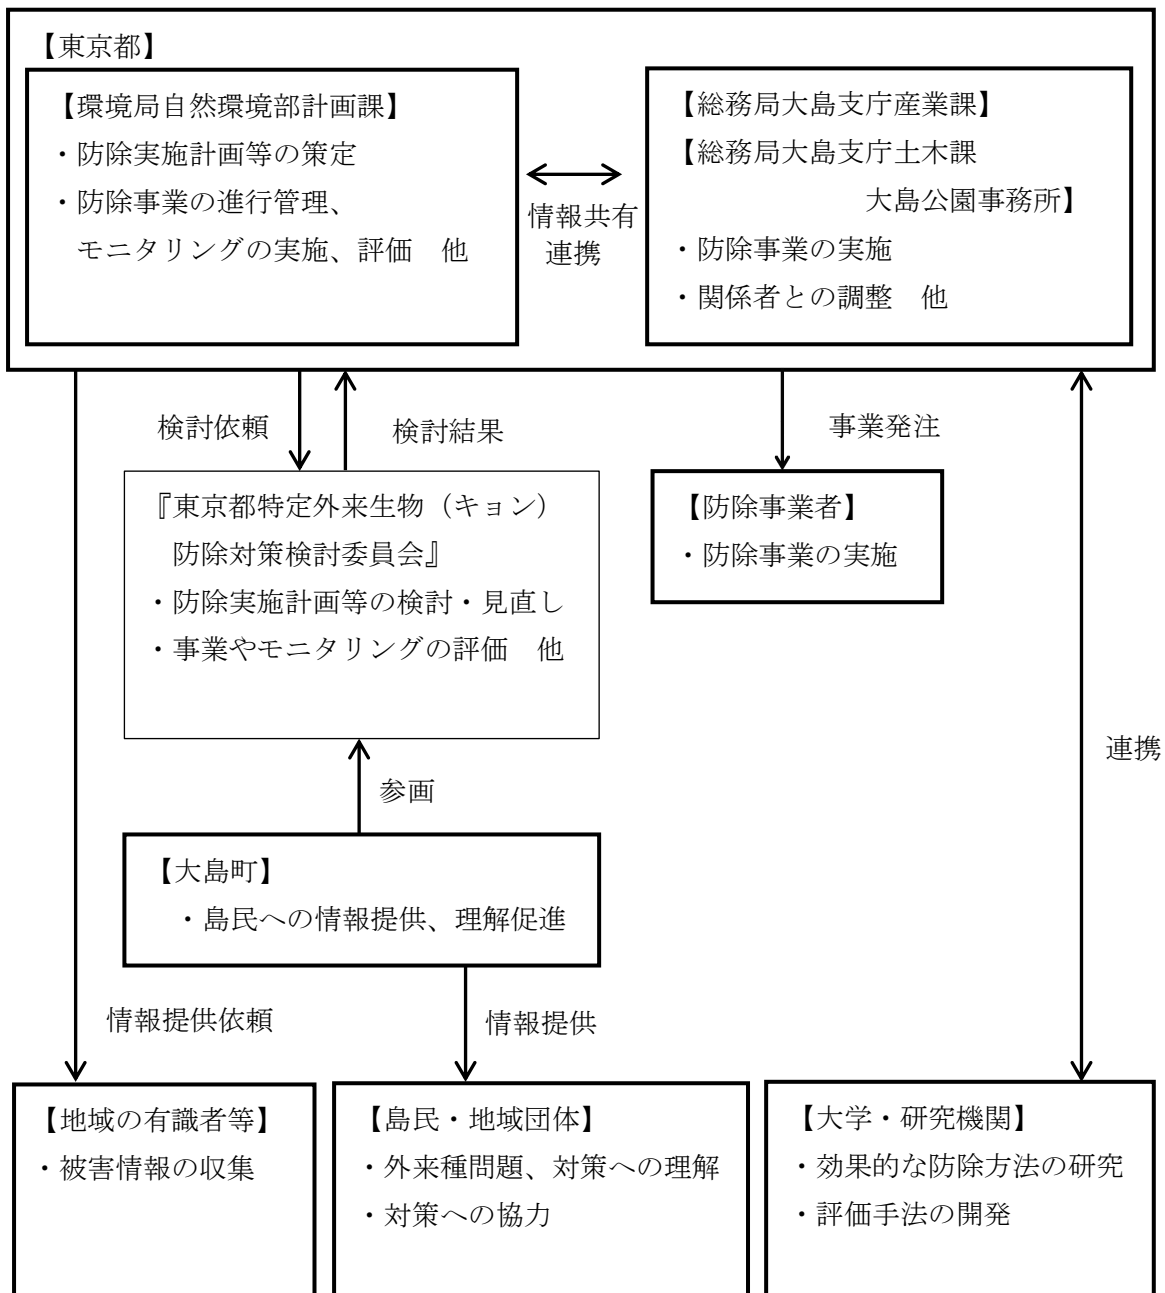 【東京都】
【環境局自然環境部計画課】
・防除実施計画等の策定
・防除事業の進行管理、
モニタリングの実施、評価　他
情報共有
連携
【総務局大島支庁産業課】
【総務局大島支庁土木課
大島公園事務所】
・防除事業の実施
・関係者との調整　他
検討依頼
検討結果
事業発注
『東京都特定外来生物（キョン）
防除対策検討委員会』
・防除実施計画等の検討・見直し
・事業やモニタリングの評価　他
【防除事業者】
・防除事業の実施
連携
参画
【大島町】
・島民への情報提供、理解促進
情報提供依頼
情報提供
【地域の有識者等】
・被害情報の収集
【島民・地域団体】
・外来種問題、対策への理解
・対策への協力
【大学・研究機関】
・効果的な防除方法の研究
・評価手法の開発